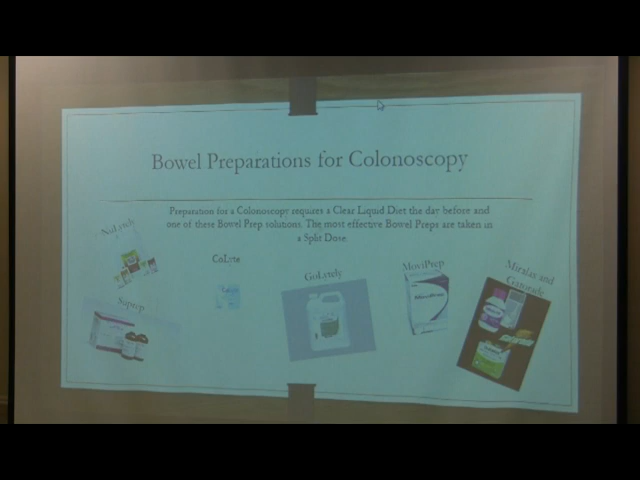 Bowel Preparations for Colonoscopy
Preparation for a Colonoscopy requires a Clear Liquid Diet the day before and
one of these Bowel Prep solutions. The most effective Bowel Preps are taken in
a Split Dose
NuLytely
CoLyte
GoLytely
MoviPrep
Miralax and
Gatorade
Suprep
MoviPrep